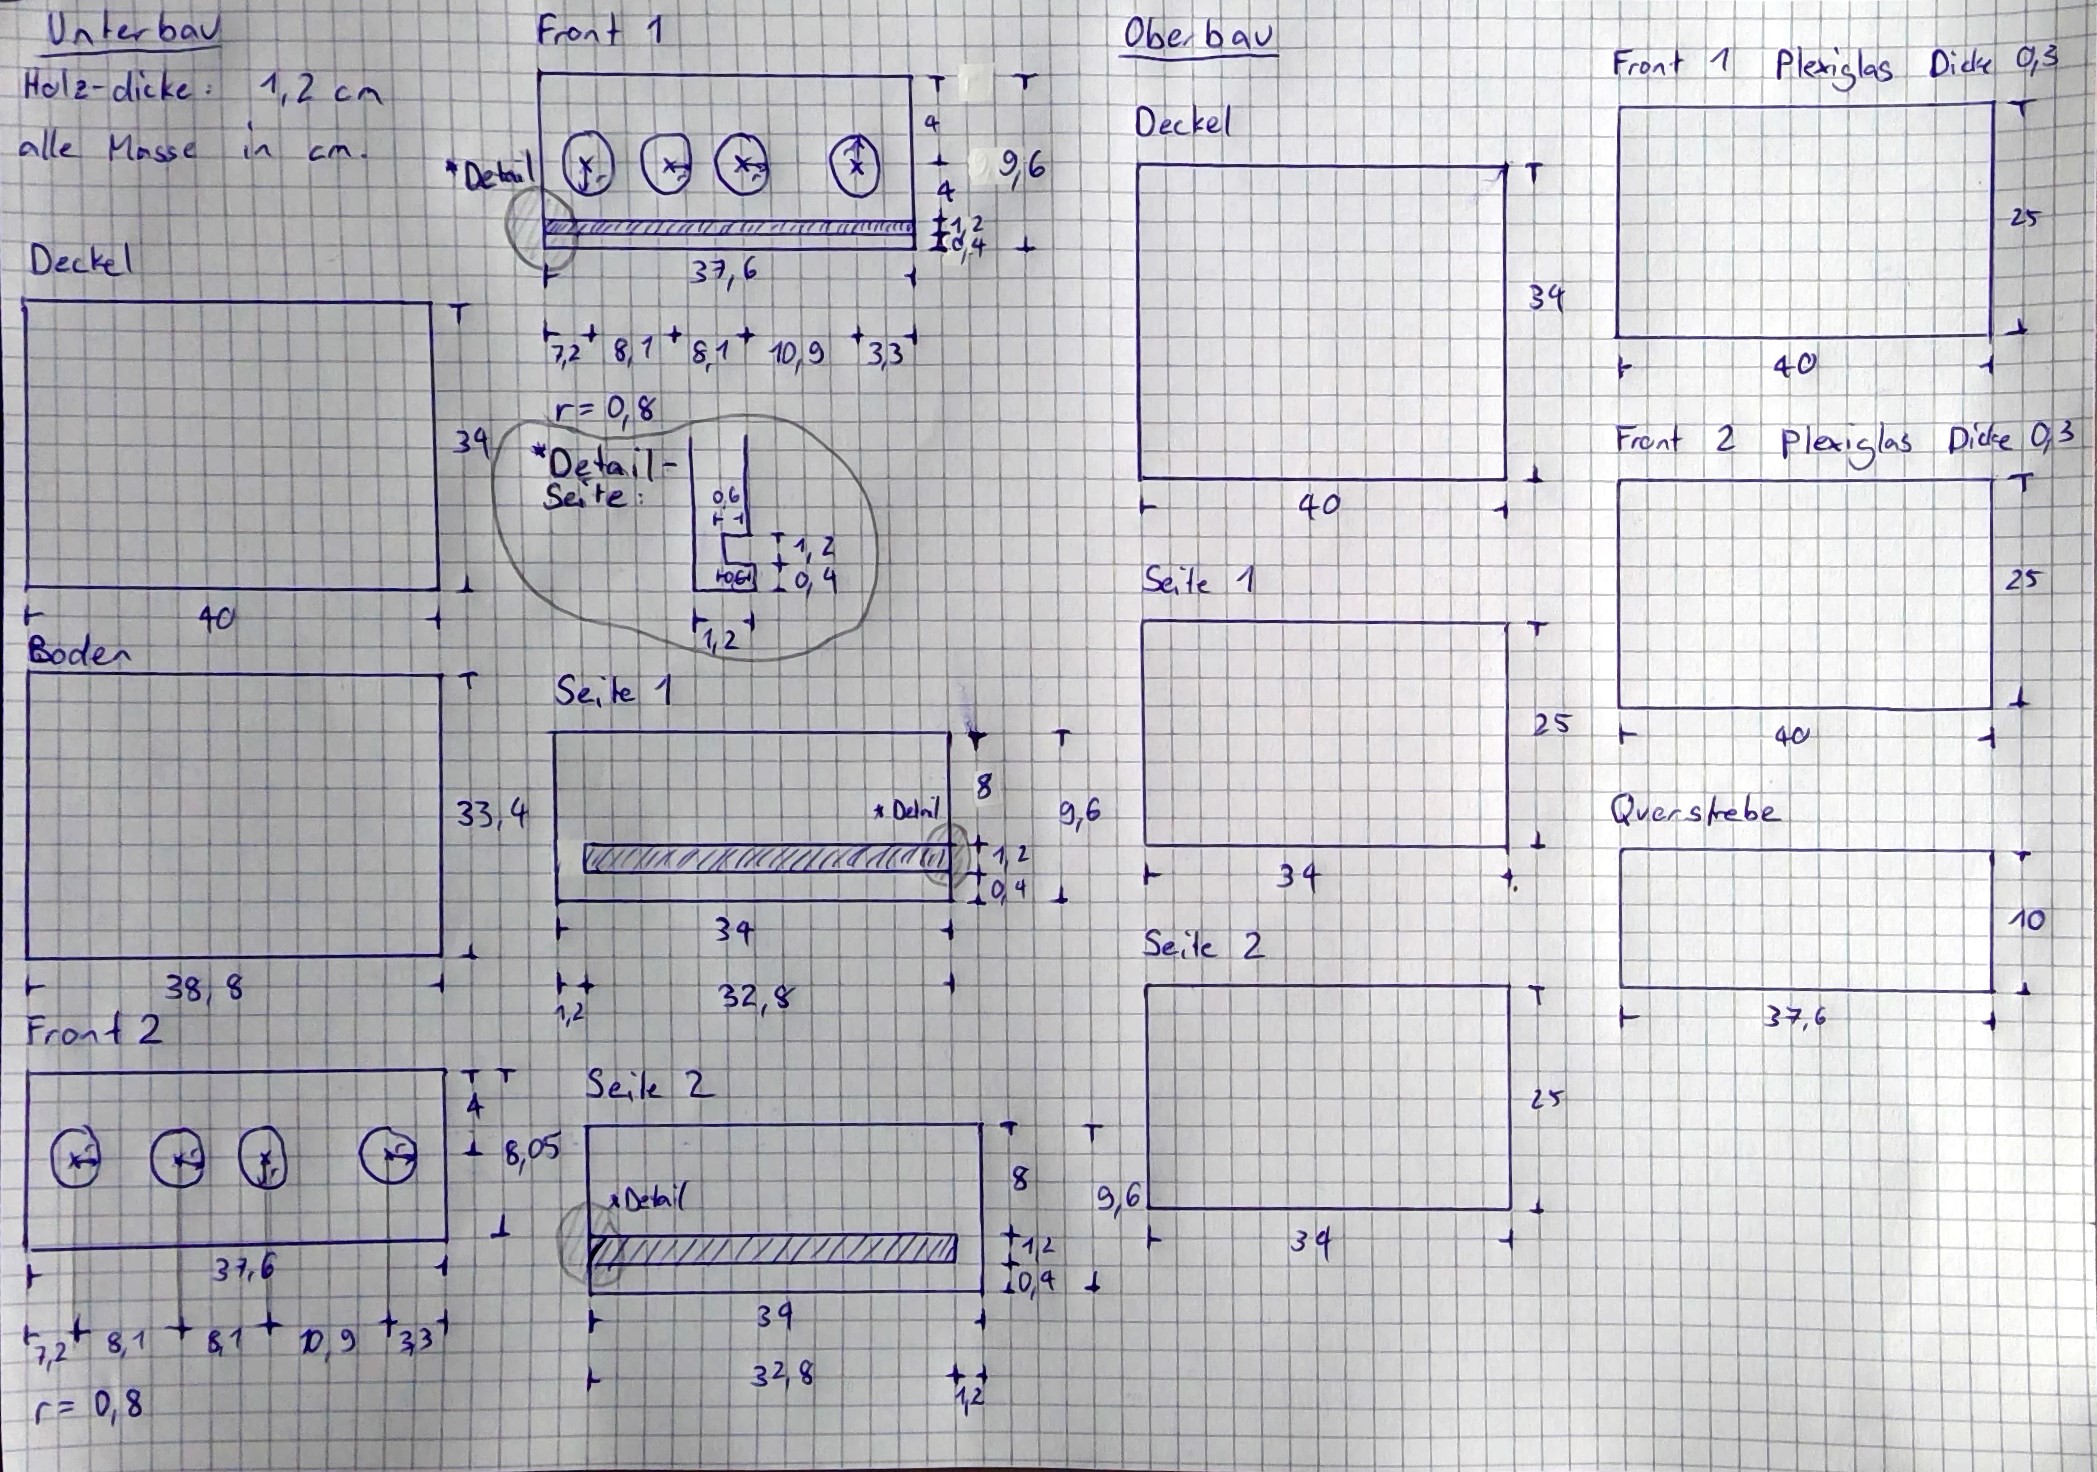 Unterbau
Holz-dicke: 1,2 cm
alle Masse in cm.
Deckel
34
40
Boden
33,4
38,8
Front 2
4
8,05
37,6
7,2 8,1 8,1 10,9 3,3
r = 0,8
Front 1
*Detail
4
4
1,2
0,4
9,6
37,6
7,2 8,1 8,1 10,9 3,3
r = 0,8
*Detail-
Seite:
0,6
1,2
0,6
0,4
1,2
Seite 1
8
* Detail
9,6
1,2
0,4
34
1,2 32,8
Seite 2
8
*Detail
9,6
1,2
0,4
34
32,8 1,2
Oberbau
Deckel
34
40
Seite 1
25
34
Seite 2
25
34
Front 1 Plexiglas Dicke 0,3
25
40
Front 2 Plexiglas Dicke 0,3
25
40
Querstrebe
10
37,6